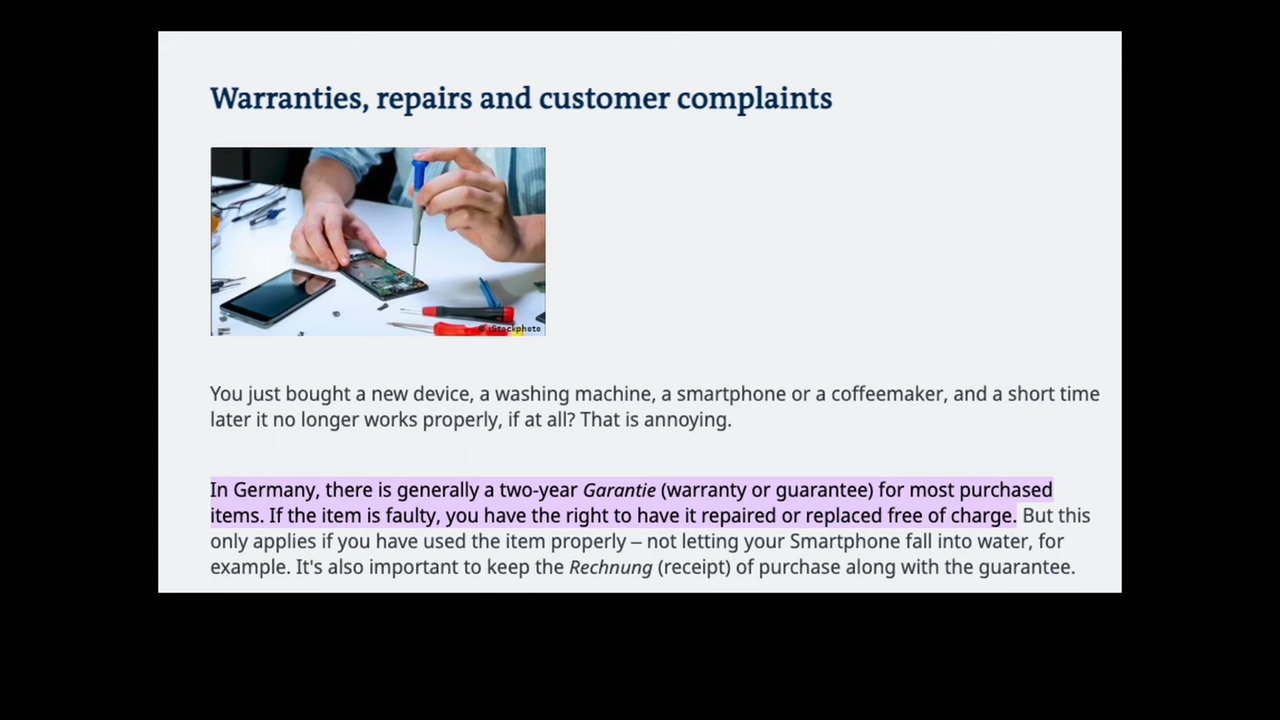 Warranties, repairs and customer complaints
© iStockphoto
You just bought a new device, a washing machine, a smartphone or a coffeemaker, and a short time
later it no longer works properly, if at all? That is annoying.
In Germany, there is generally a two-year Garantie (warranty or guarantee) for most purchased
items. If the item is faulty, you have the right to have it repaired or replaced free of charge. But this
only applies if you have used the item properly – not letting your Smartphone fall into water, for
example. It's also important to keep the Rechnung (receipt) of purchase along with the guarantee.